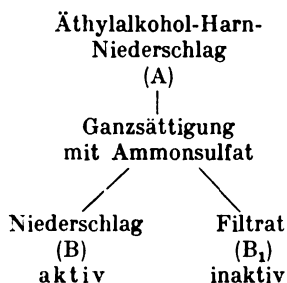 Äthylalkohol-Harn-
Niederschlag
(A)
Ganzsättigung
mit Ammonsulfat
Niederschlag Filtrat
(B) (B₁)
aktiv inaktiv